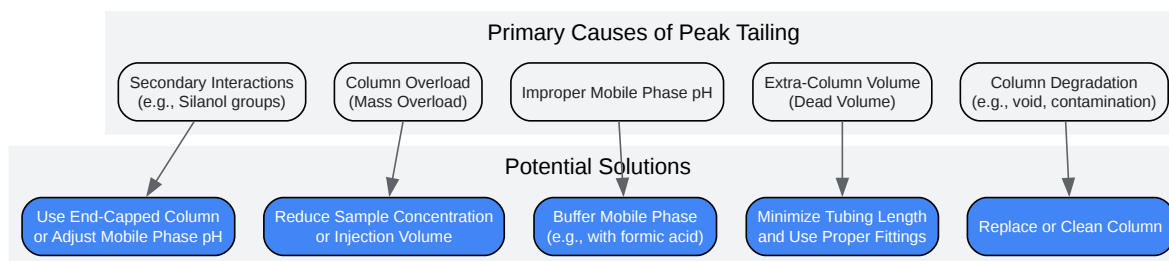 Primary Causes of Peak Tailing
Secondary Interactions
(e.g., Silanol groups)
Column Overload
(Mass Overload)
Improper Mobile Phase pH
Extra-Column Volume
(Dead Volume)
Column Degradation
(e.g., void, contamination)
Potential Solutions
Use End-Capped Column
or Adjust Mobile Phase pH
Reduce Sample Concentration
or Injection Volume
Buffer Mobile Phase
(e.g., with formic acid)
Minimize Tubing Length
and Use Proper Fittings
Replace or Clean Column